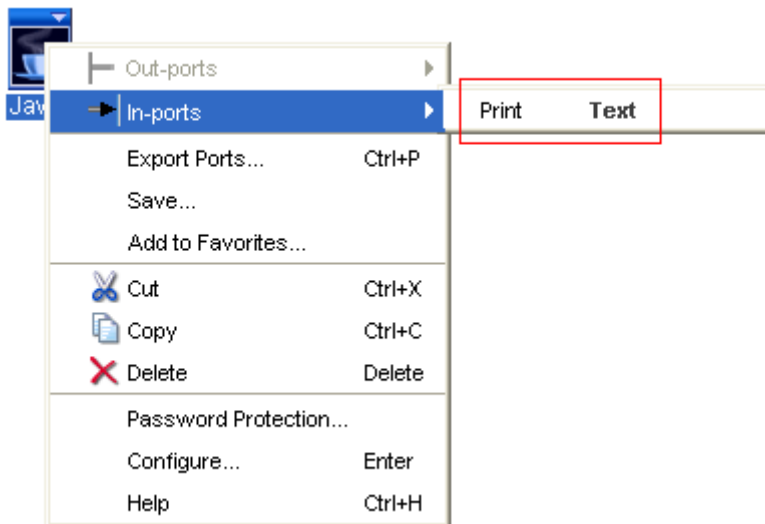 Out-ports
In-ports Print Text
Export Ports... Ctrl+P
Save...
Add to Favorites...
Cut Ctrl+X
Copy Ctrl+C
Delete Delete
Password Protection...
Configure... Enter
Help Ctrl+H